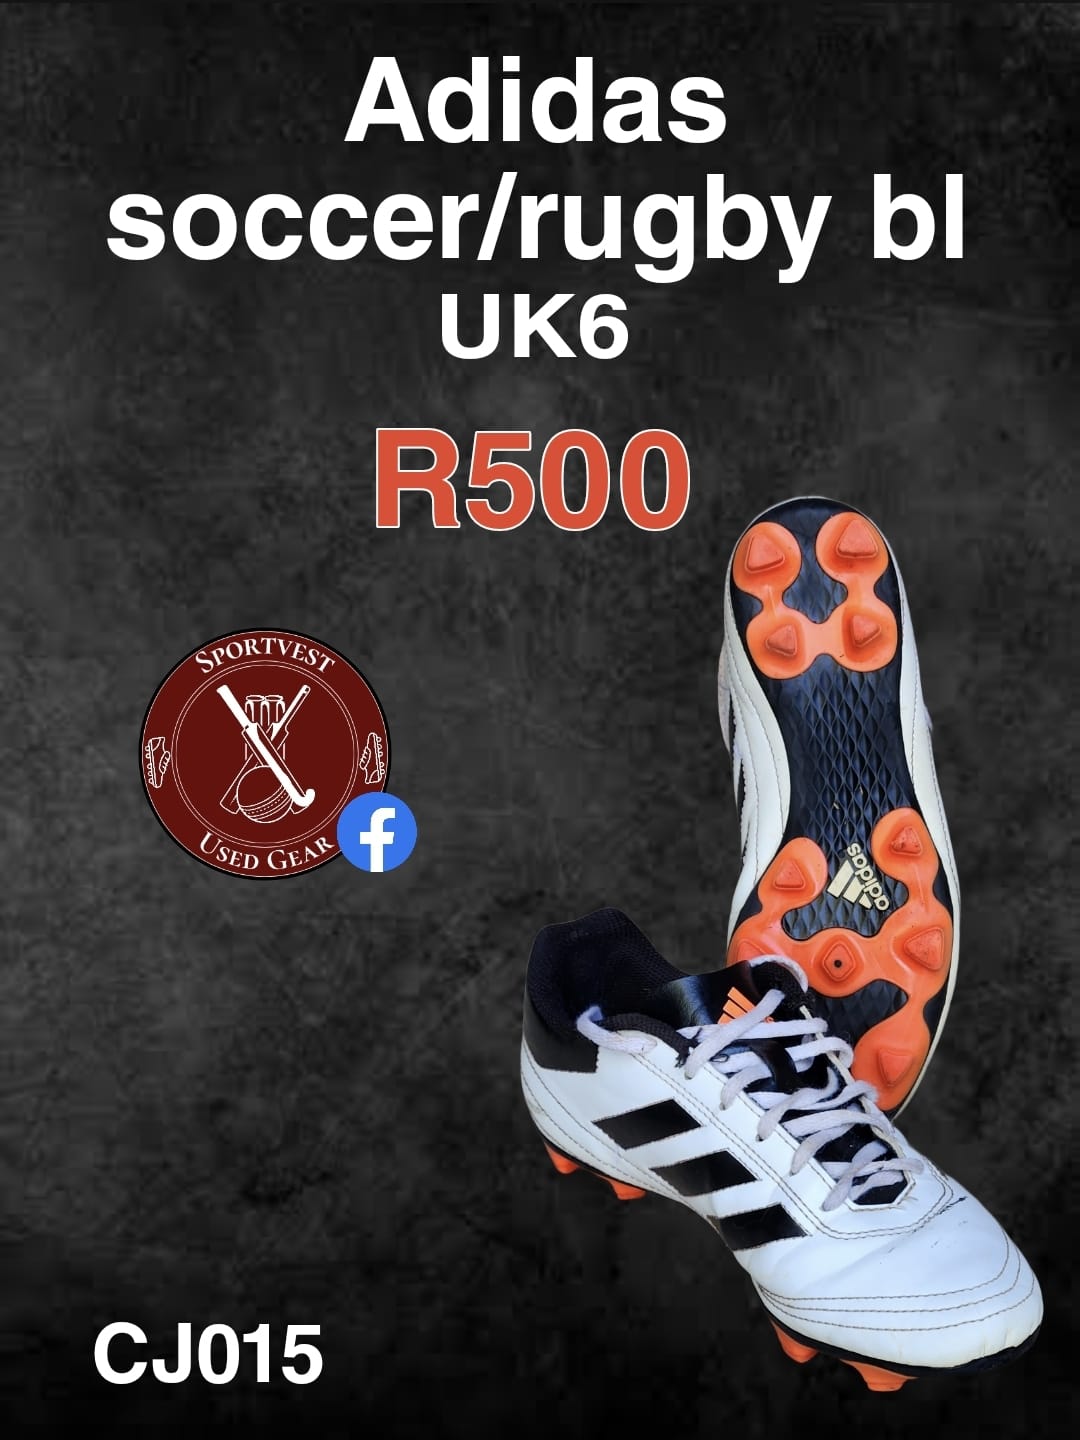 Adidas
soccer/rugby bl
UK6
R500
SPORTVEST
USED GEAR
f
adidas
CJ015